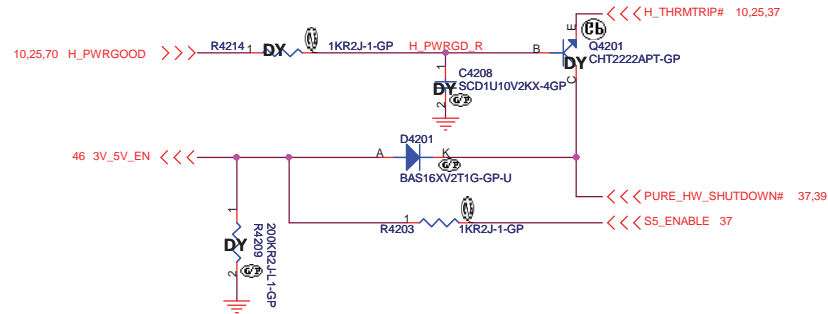 H_THRMTRIP# 10,25,37
E
10,25,70 H_PWRGOOD
R4214 1 DY 1KR2J-1-GP
H_PWRGD_R
B
Q4201
DY CHT2222APT-GP
C
1
C4208
DY SCD1U10V2KX-4GP
2 G/P
46 3V_5V_EN
D4201
A K
G/P
BAS16XV2T1G-GP-U
PURE_HW_SHUTDOWN# 37,39
S5_ENABLE 37
R4203 1 1KR2J-1-GP
1
DY
R4209
200KR2J-L1-GP
2 G/P